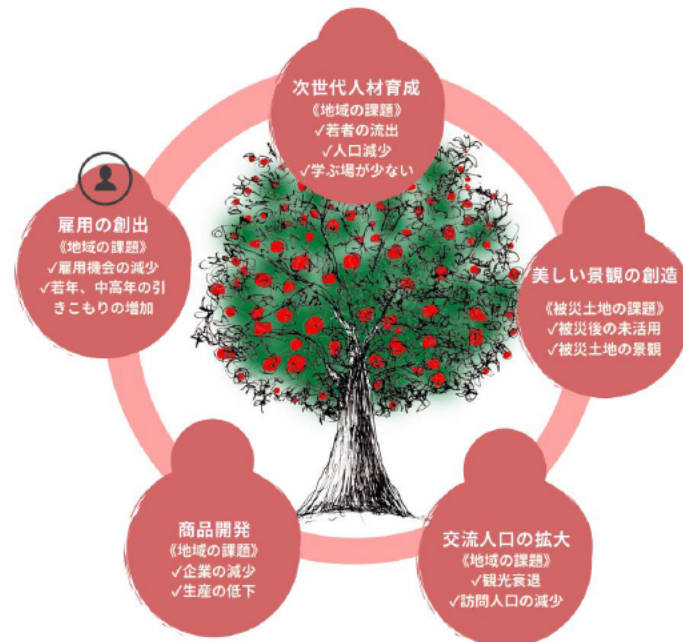 次世代人材育成
《地域の課題》
✓若者の流出
✓人口減少
✓学ぶ場が少ない
雇用の創出
《地域の課題》
✓雇用機会の減少
✓若年、中高年の引
きこもりの増加
美しい景観の創造
《被災土地の課題》
✓被災後の未活用
✓被災土地の景観
商品開発
《地域の課題》
✓企業の減少
✓生産の低下
交流人口の拡大
《地域の課題》
✓観光衰退
✓訪問人口の減少